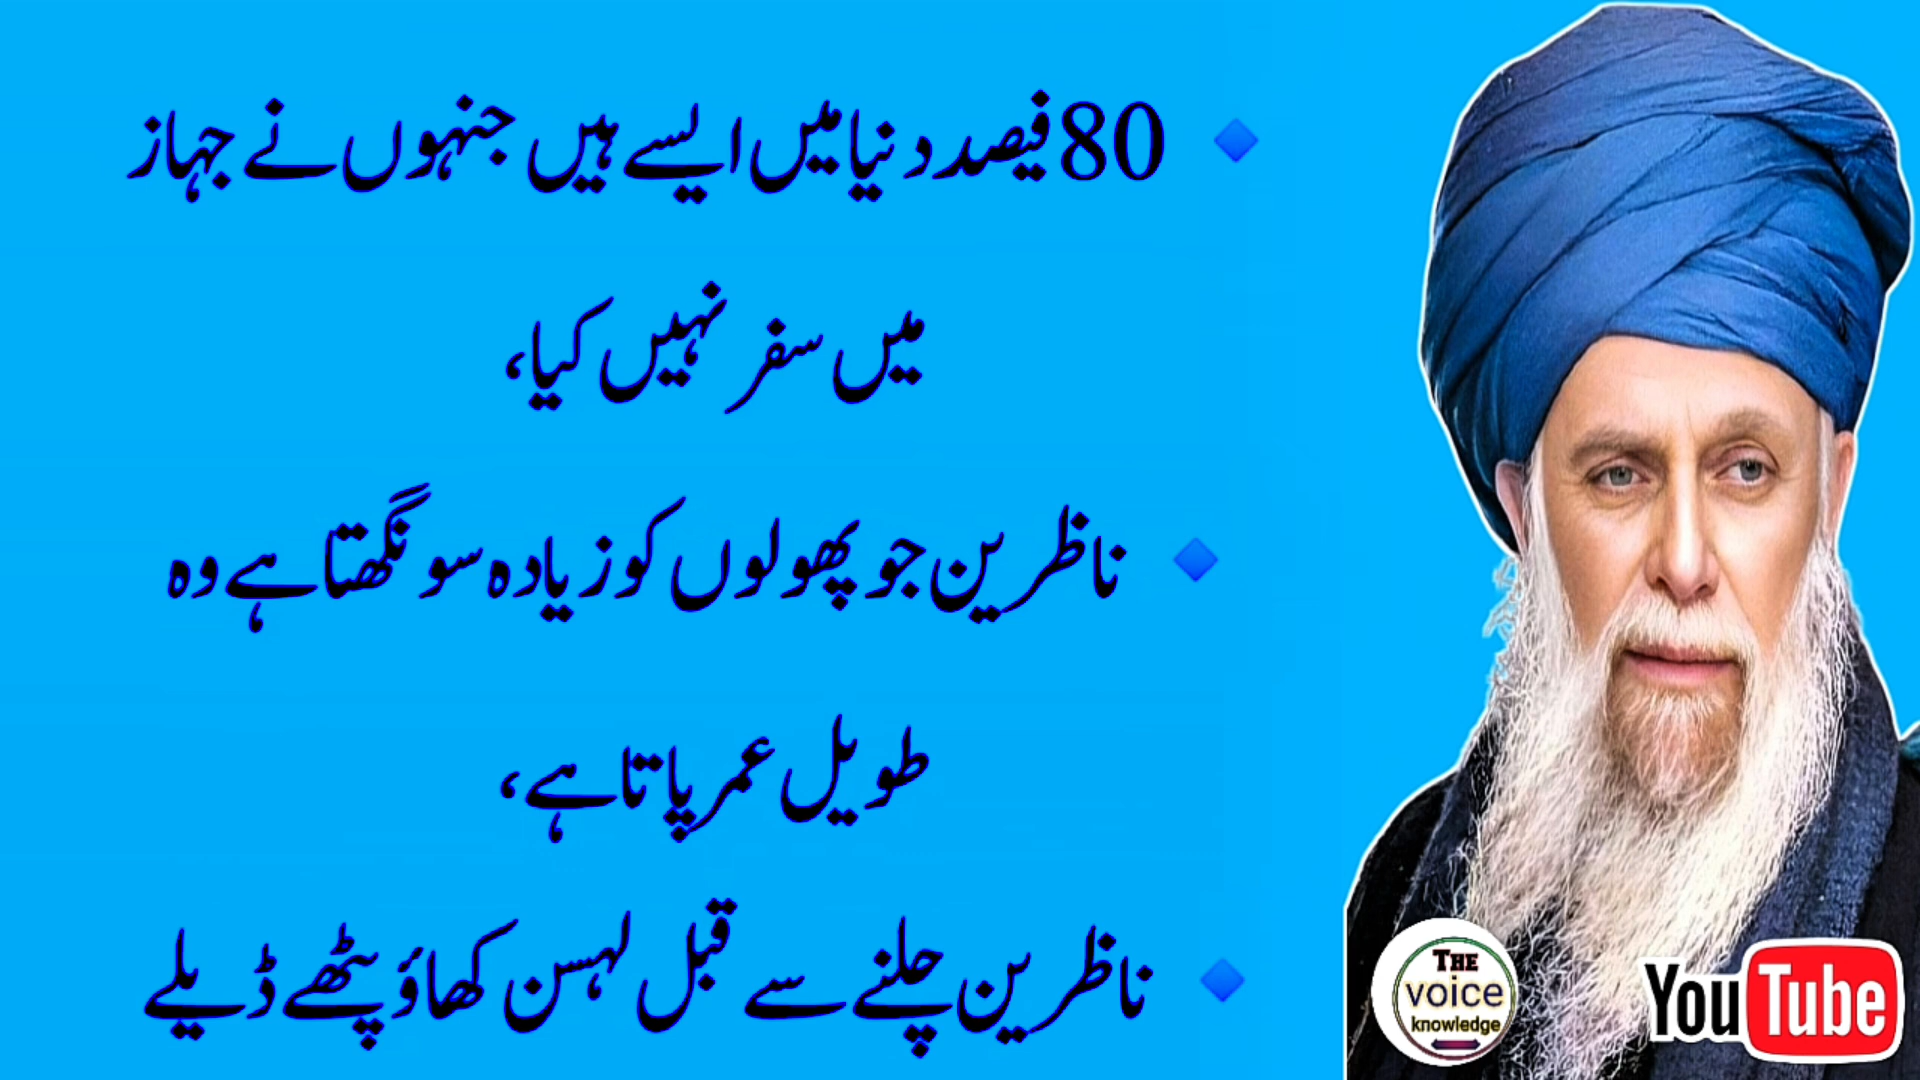 80 فیصد دنیا میں ایسے ہیں جنہوں نے جہاز
میں سفر نہیں کیا،
ناظرین جو پھولوں کو زیادہ سونگھتا ہے وہ
طویل عمر پاتا ہے،
ناظرین چلنے سے قبل لہسن کھاؤ پٹھے ڈیلے
THE
voice
knowledge
YouTube